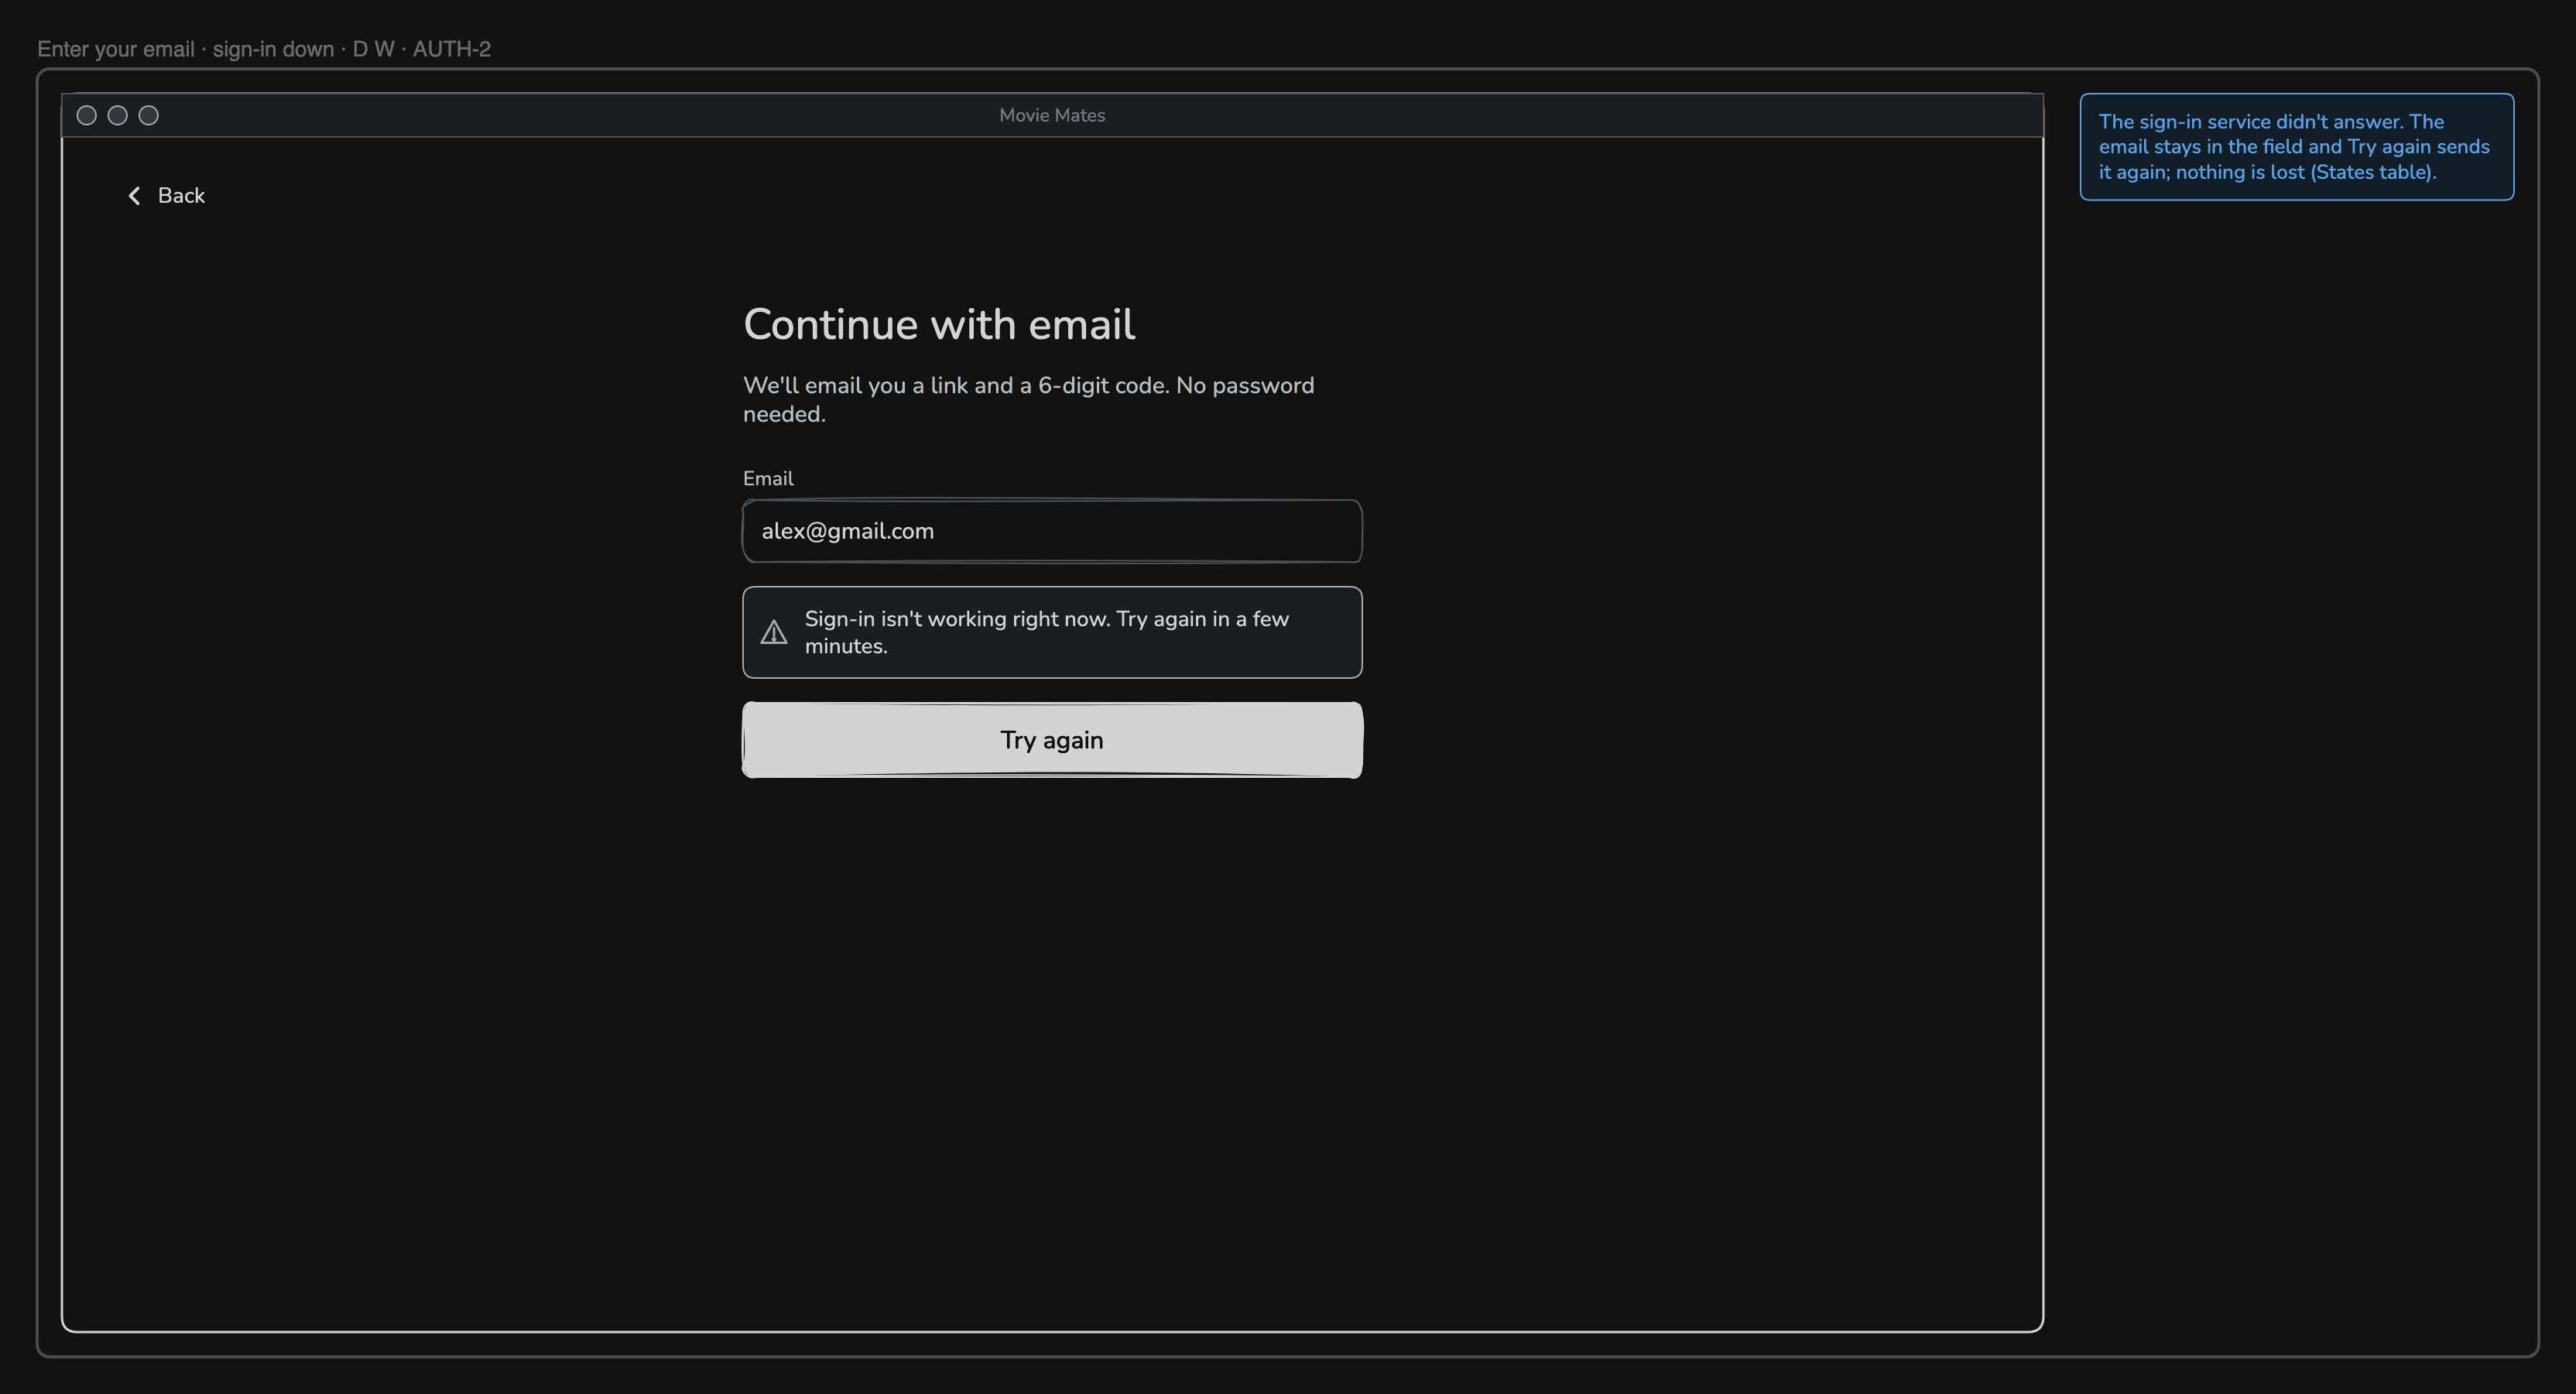 Enter your email · sign-in down · D W · AUTH-2
Movie Mates
The sign-in service didn't answer. The
email stays in the field and Try again sends
it again; nothing is lost (States table).
Back
Continue with email
We'll email you a link and a 6-digit code. No password
needed.
Email
alex@gmail.com
Sign-in isn't working right now. Try again in a few
minutes.
Try again